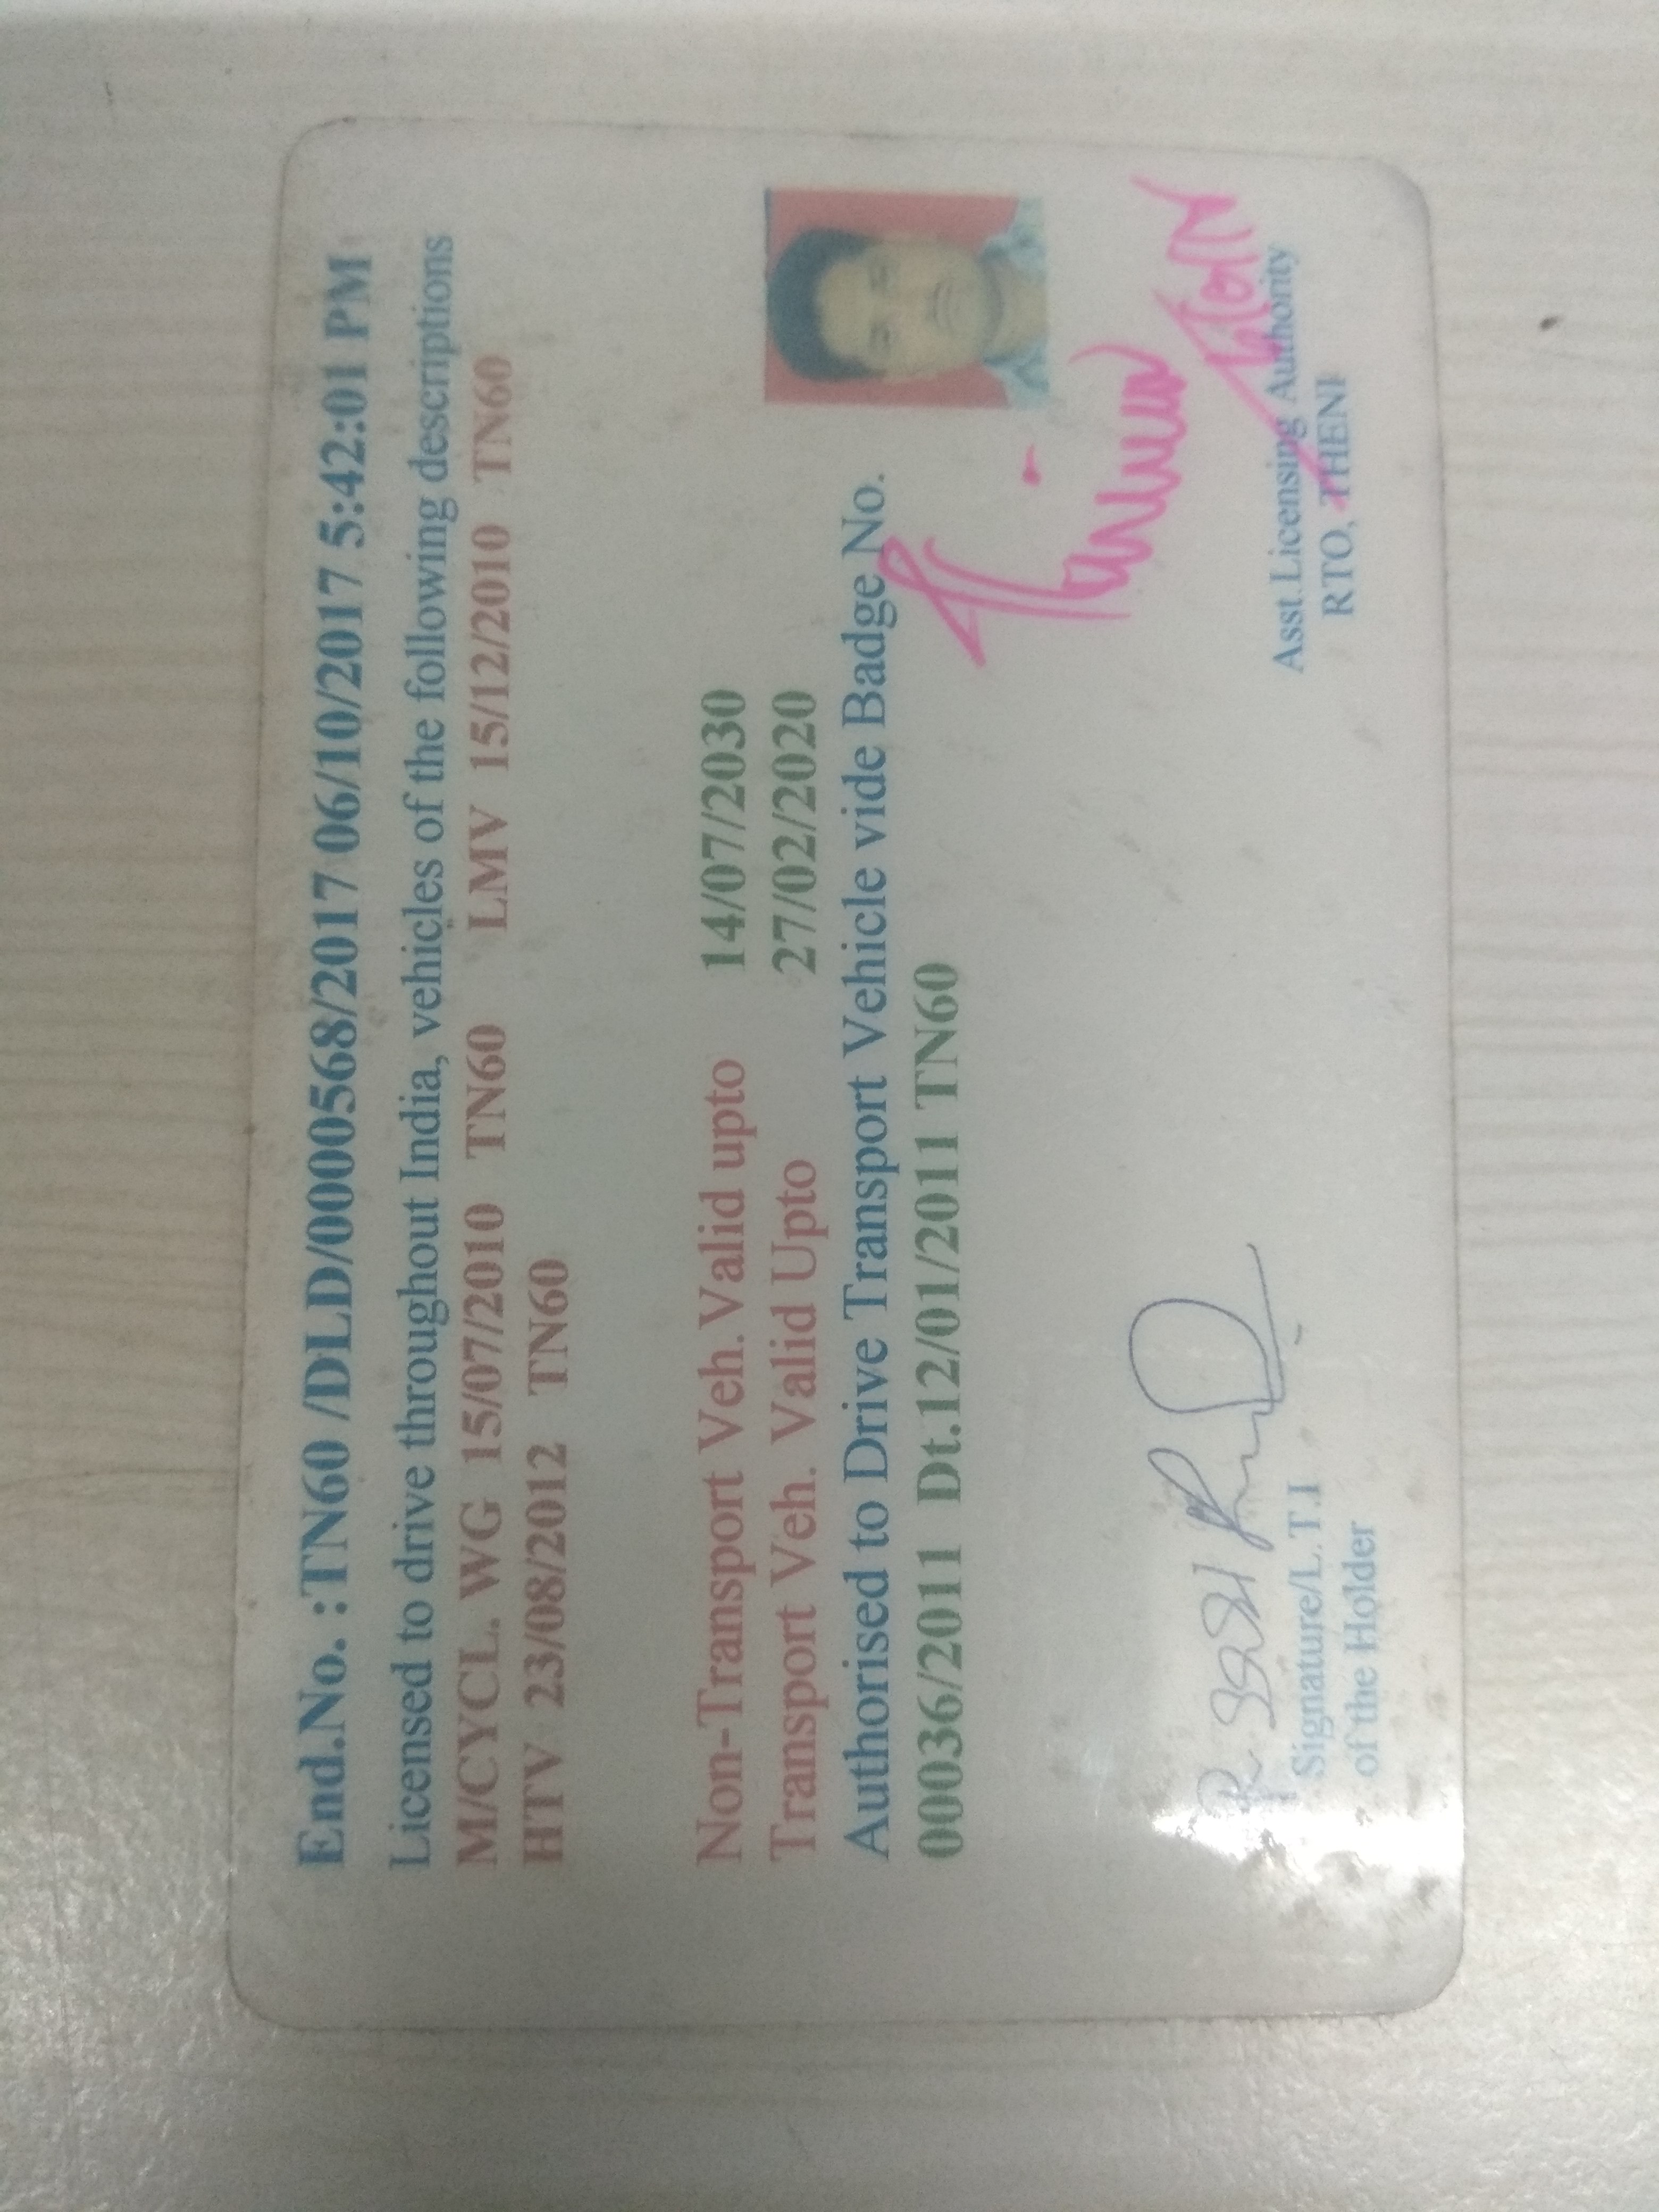 End.No. :TN60 /DLD/0000568/2017 06/10/2017 5:42:01 PM
Licensed to drive throughout India, vehicles of the following descriptions
M/CYCL. WG 15/07/2010 TN60 LMV 15/12/2010 TN60
HTV 23/08/2012 TN60
Non-Transport Veh.Valid upto 14/07/2030
Transport Veh. Valid Upto 27/02/2020
Authorised to Drive Transport Vehicle vide Badge No.
00036/2011 Dt.12/01/2011 TN60
Signature/L.T.I
of the Holder
Asst.Licensing Authority
RTO, THENI